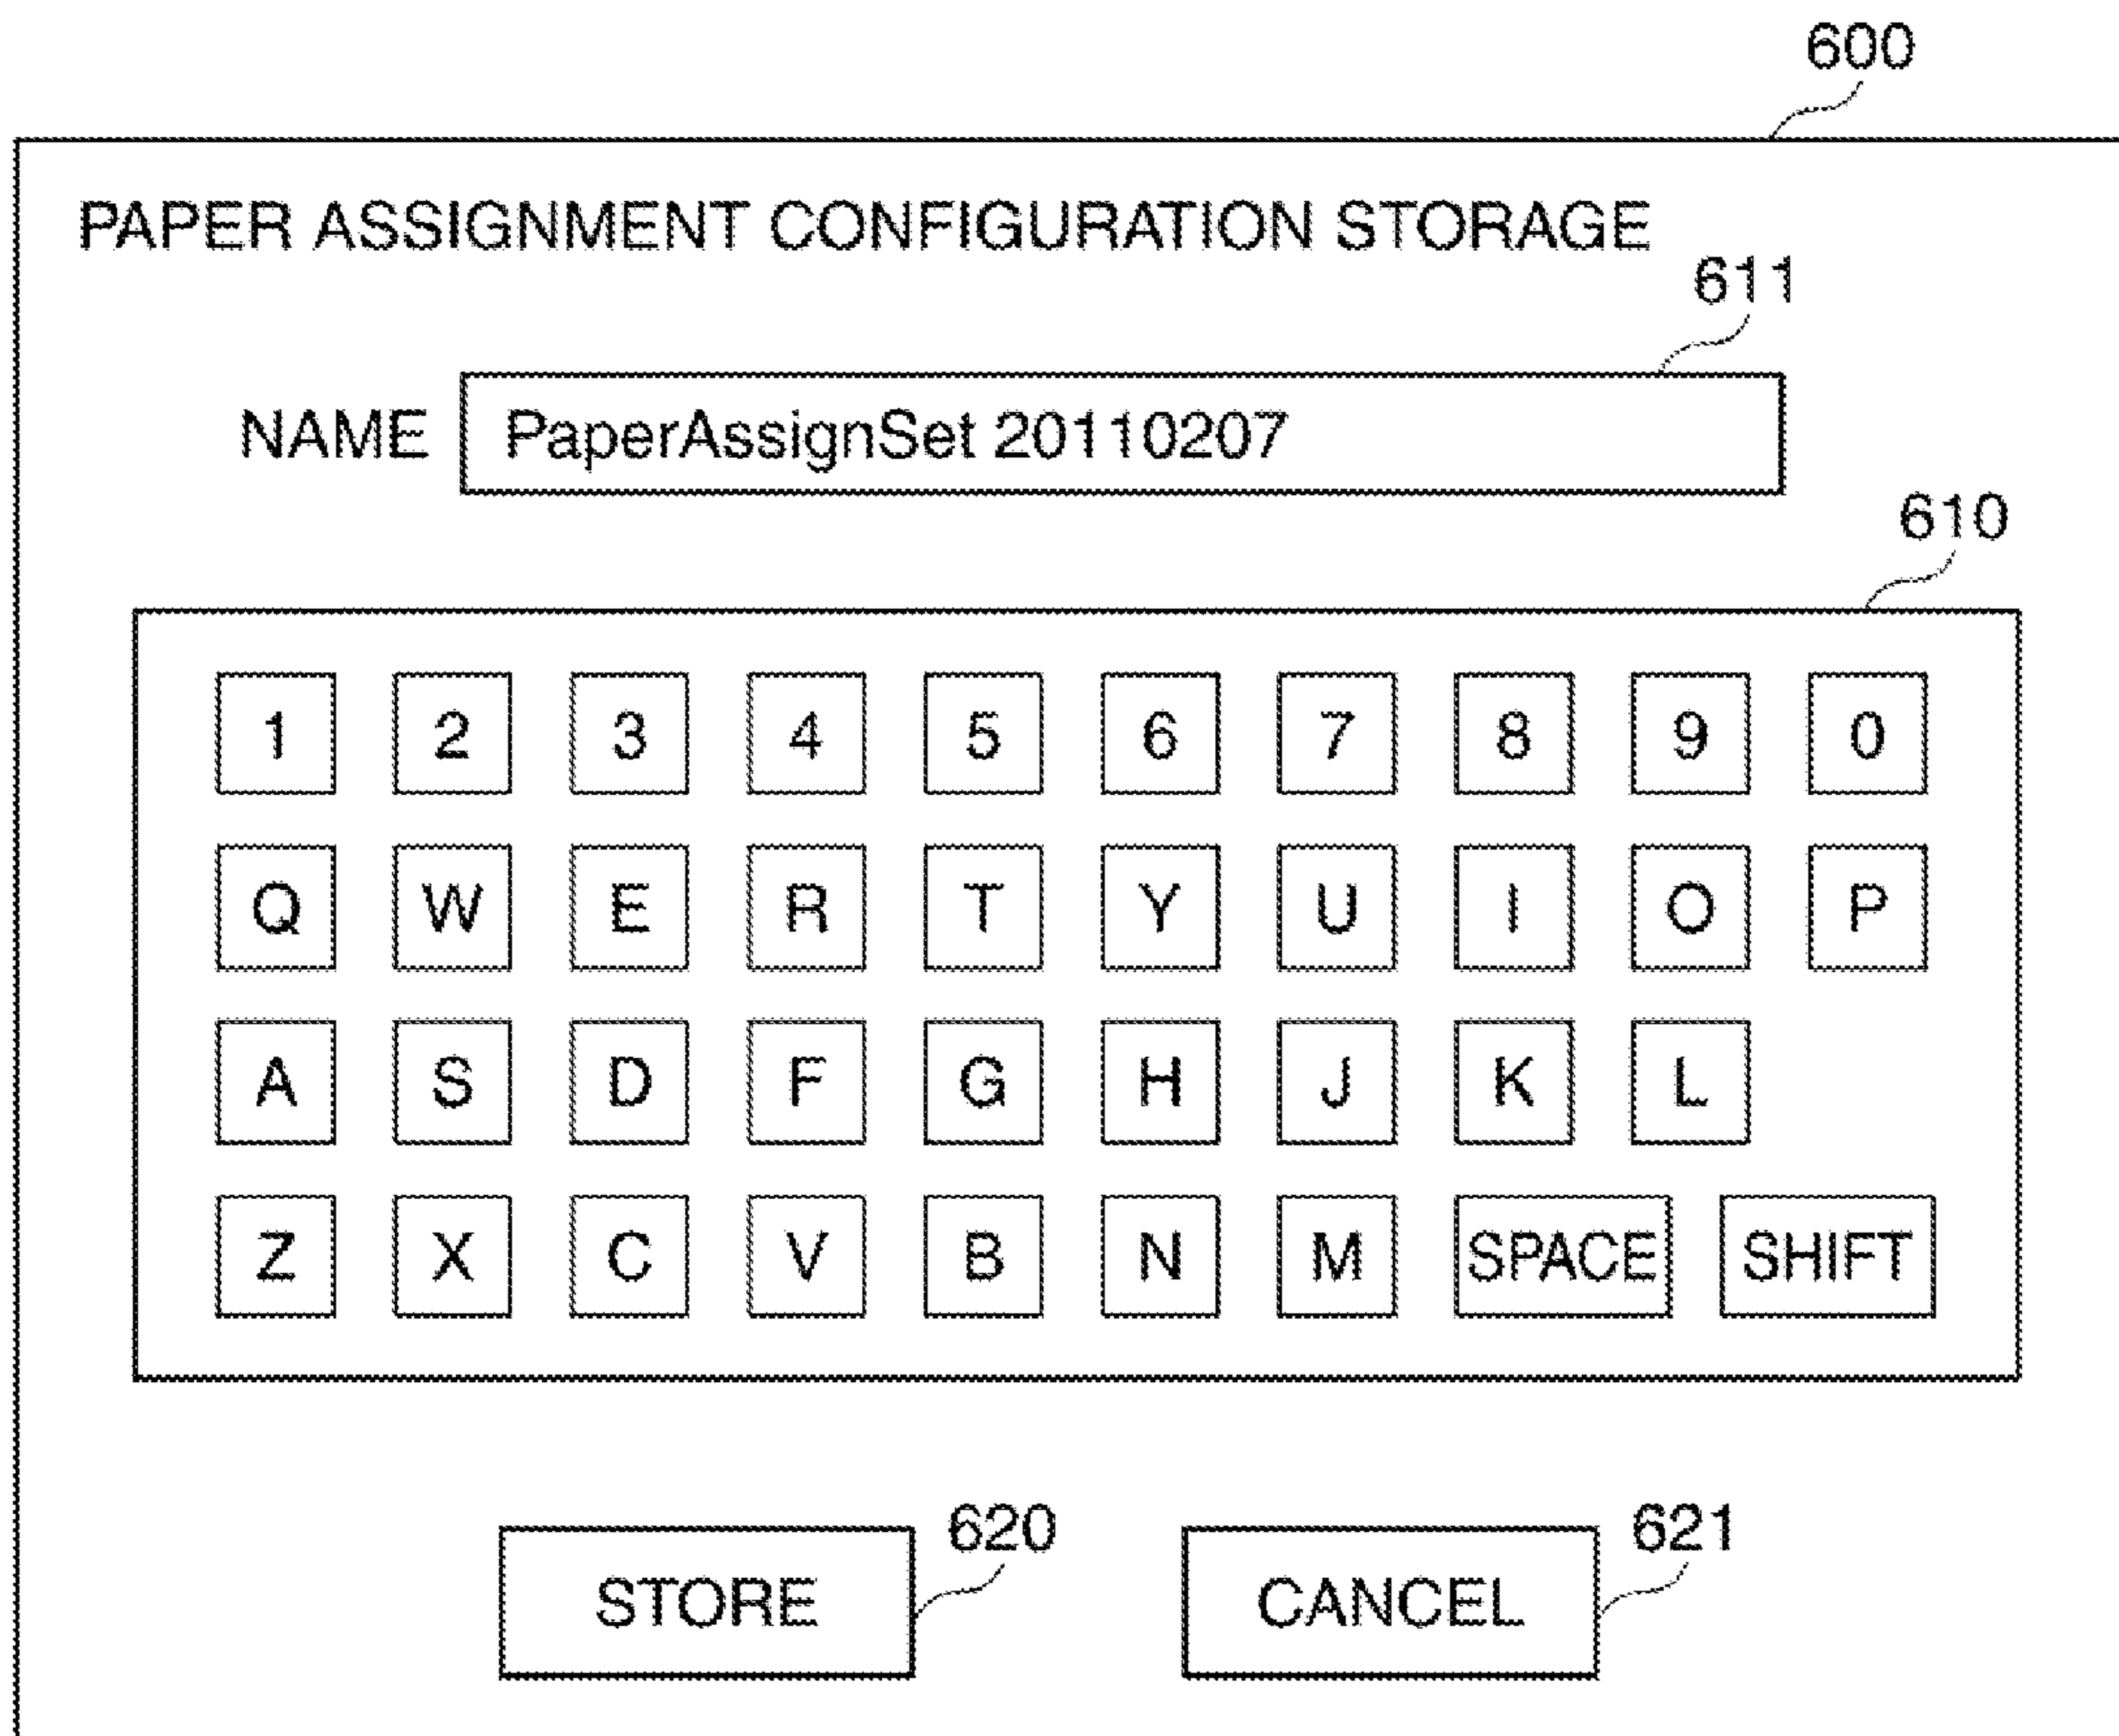 600
PAPER ASSIGNMENT CONFIGURATION STORAGE
611
NAME PaperAssignSet 20110207
610
1 2 3 4 5 6 7 8 9 0
Q W E R T Y U I O P
A S D F G H J K L
Z X C V B N M SPACE SHIFT
620 621
STORE CANCEL